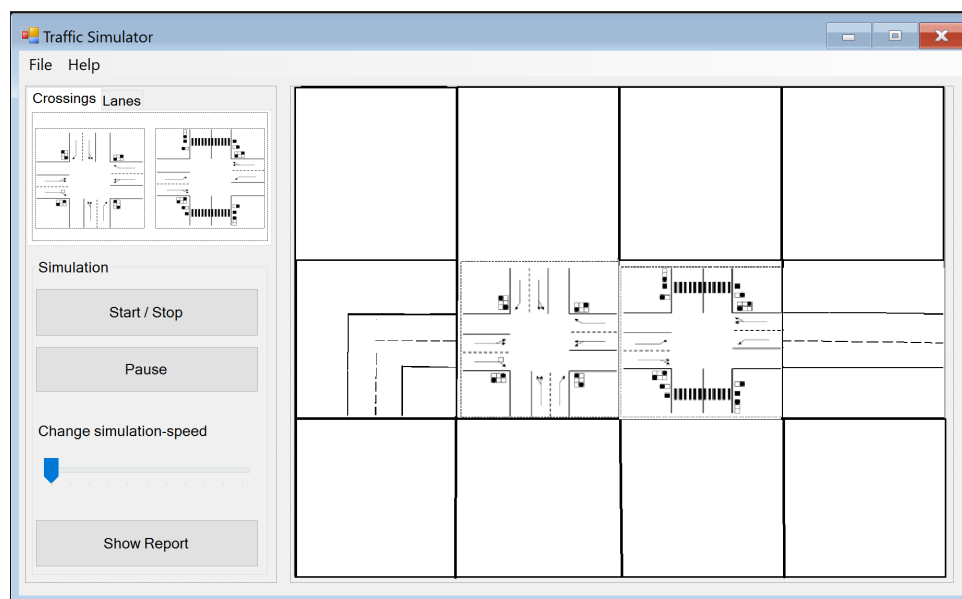 Traffic Simulator
File Help
Crossings Lanes
Simulation
Start / Stop
Pause
Change simulation-speed
Show Report